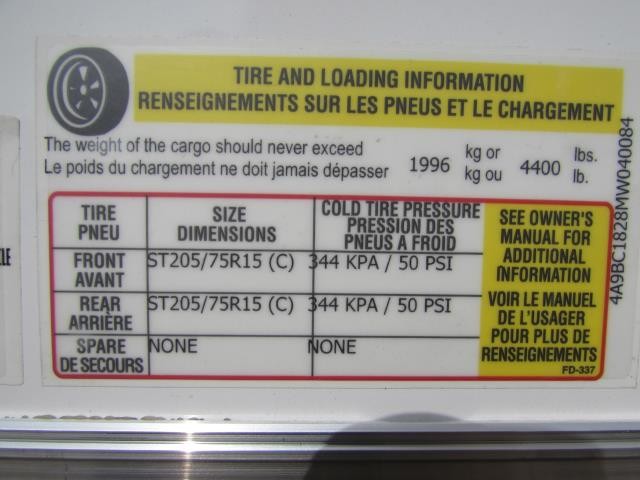 TIRE AND LOADING INFORMATION
RENSEIGNEMENTS SUR LES PNEUS ET LE CHARGEMENT
The weight of the cargo should never exceed
Le poids du chargement ne doit jamais dépasser
1996 kg or
kg ou
4400 lbs.
lb.
TIRE
PNEU
SIZE
DIMENSIONS
COLD TIRE PRESSURE
PRESSION DES
PNEUS A FROID
FRONT
AVANT
ST205/75R15 (C)
344 KPA / 50 PSI
REAR
ARRIÈRE
ST205/75R15 (C)
344 KPA / 50 PSI
SPARE
DE SECOURS
NONE
NONE
SEE OWNER'S
MANUAL FOR
ADDITIONAL
INFORMATION
VOIR LE MANUEL
DE L'USAGER
POUR PLUS DE
RENSEIGNEMENTS
FD-337
4A9BC1828MW040084